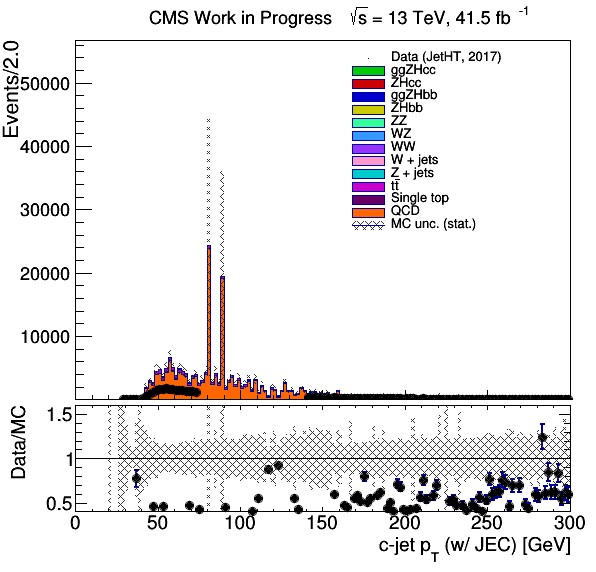 CMS Work in Progress √s = 13 TeV, 41.5 fb -1
Events/2.0
50000
40000
30000
20000
10000
Data (JetHT, 2017)
ggZHcc
ZHcc
ggZHbb
ZHbb
ZZ
WZ
WW
W + jets
Z + jets
tt̄
Single top
QCD
MC unc. (stat.)
Data/MC
1.5
1
0.5
0 50 100 150 200 250 300
c-jet pT (w/ JEC) [GeV]